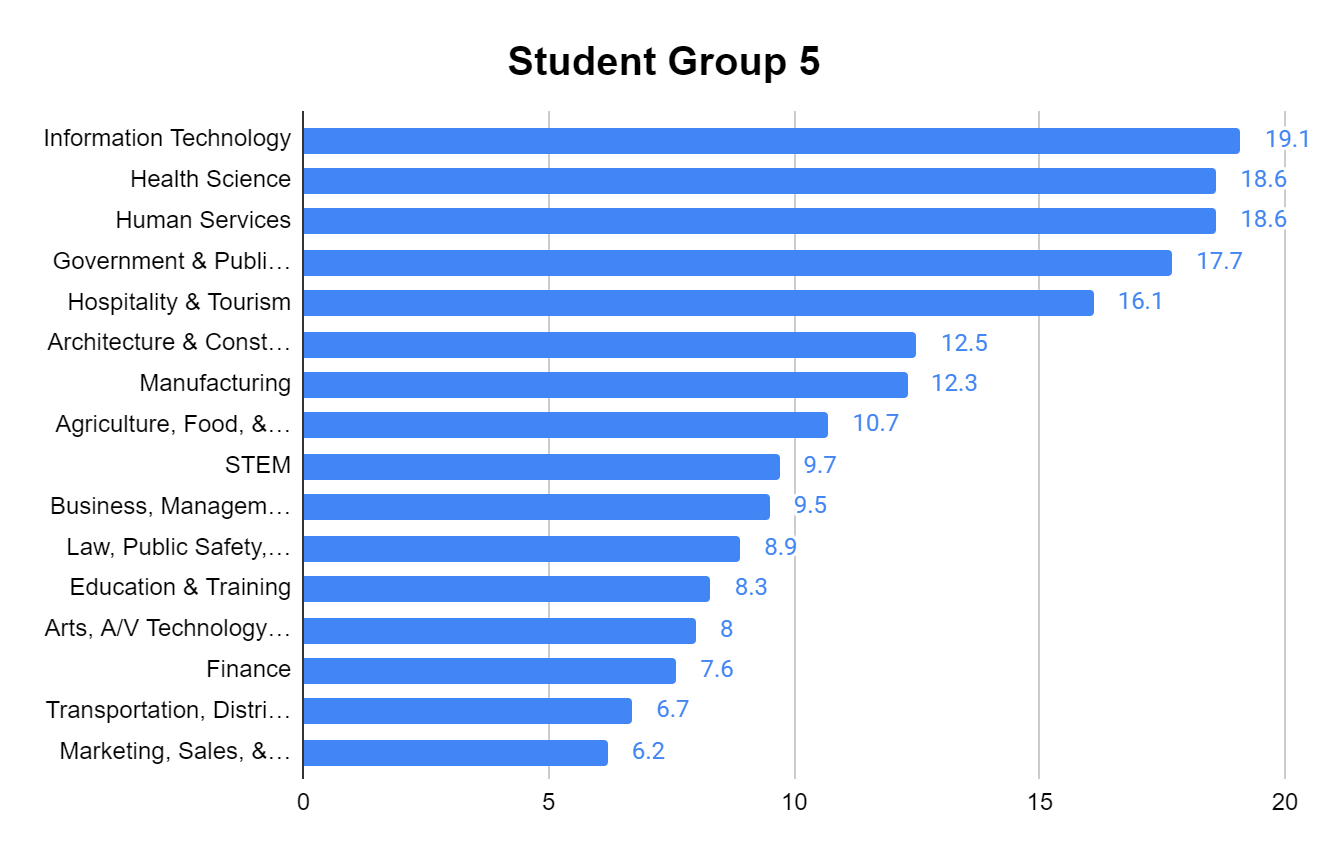 Student Group 5
Information Technology 19.1
Health Science 18.6
Human Services 18.6
Government & Publi… 17.7
Hospitality & Tourism 16.1
Architecture & Const… 12.5
Manufacturing 12.3
Agriculture, Food, &… 10.7
STEM 9.7
Business, Managem… 9.5
Law, Public Safety,… 8.9
Education & Training 8.3
Arts, A/V Technology… 8
Finance 7.6
Transportation, Distri… 6.7
Marketing, Sales, &… 6.2
0 5 10 15 20